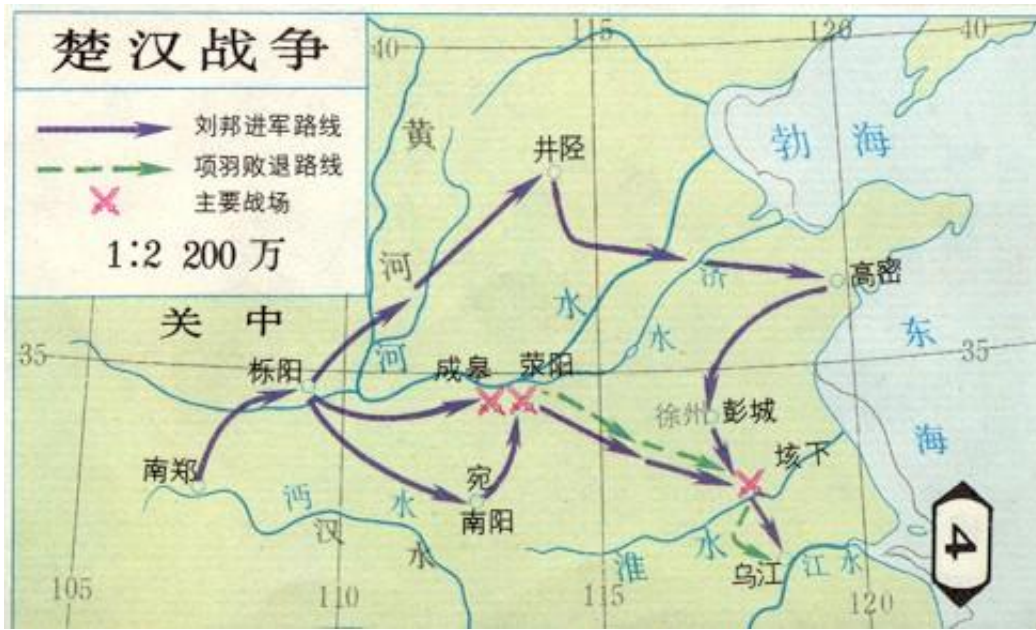 楚汉战争
刘邦进军路线
项羽败退路线
主要战场
1:2 200万
40
115
120
40
黄
河
井陉
勃海
关中
河
水
济
水
高密
东
海
35
35
栎阳
成皋
荥阳
徐州
彭城
垓下
南郑
沔
水
汉
水
宛
南阳
淮
水
乌江
江水
4
105
110
115
120